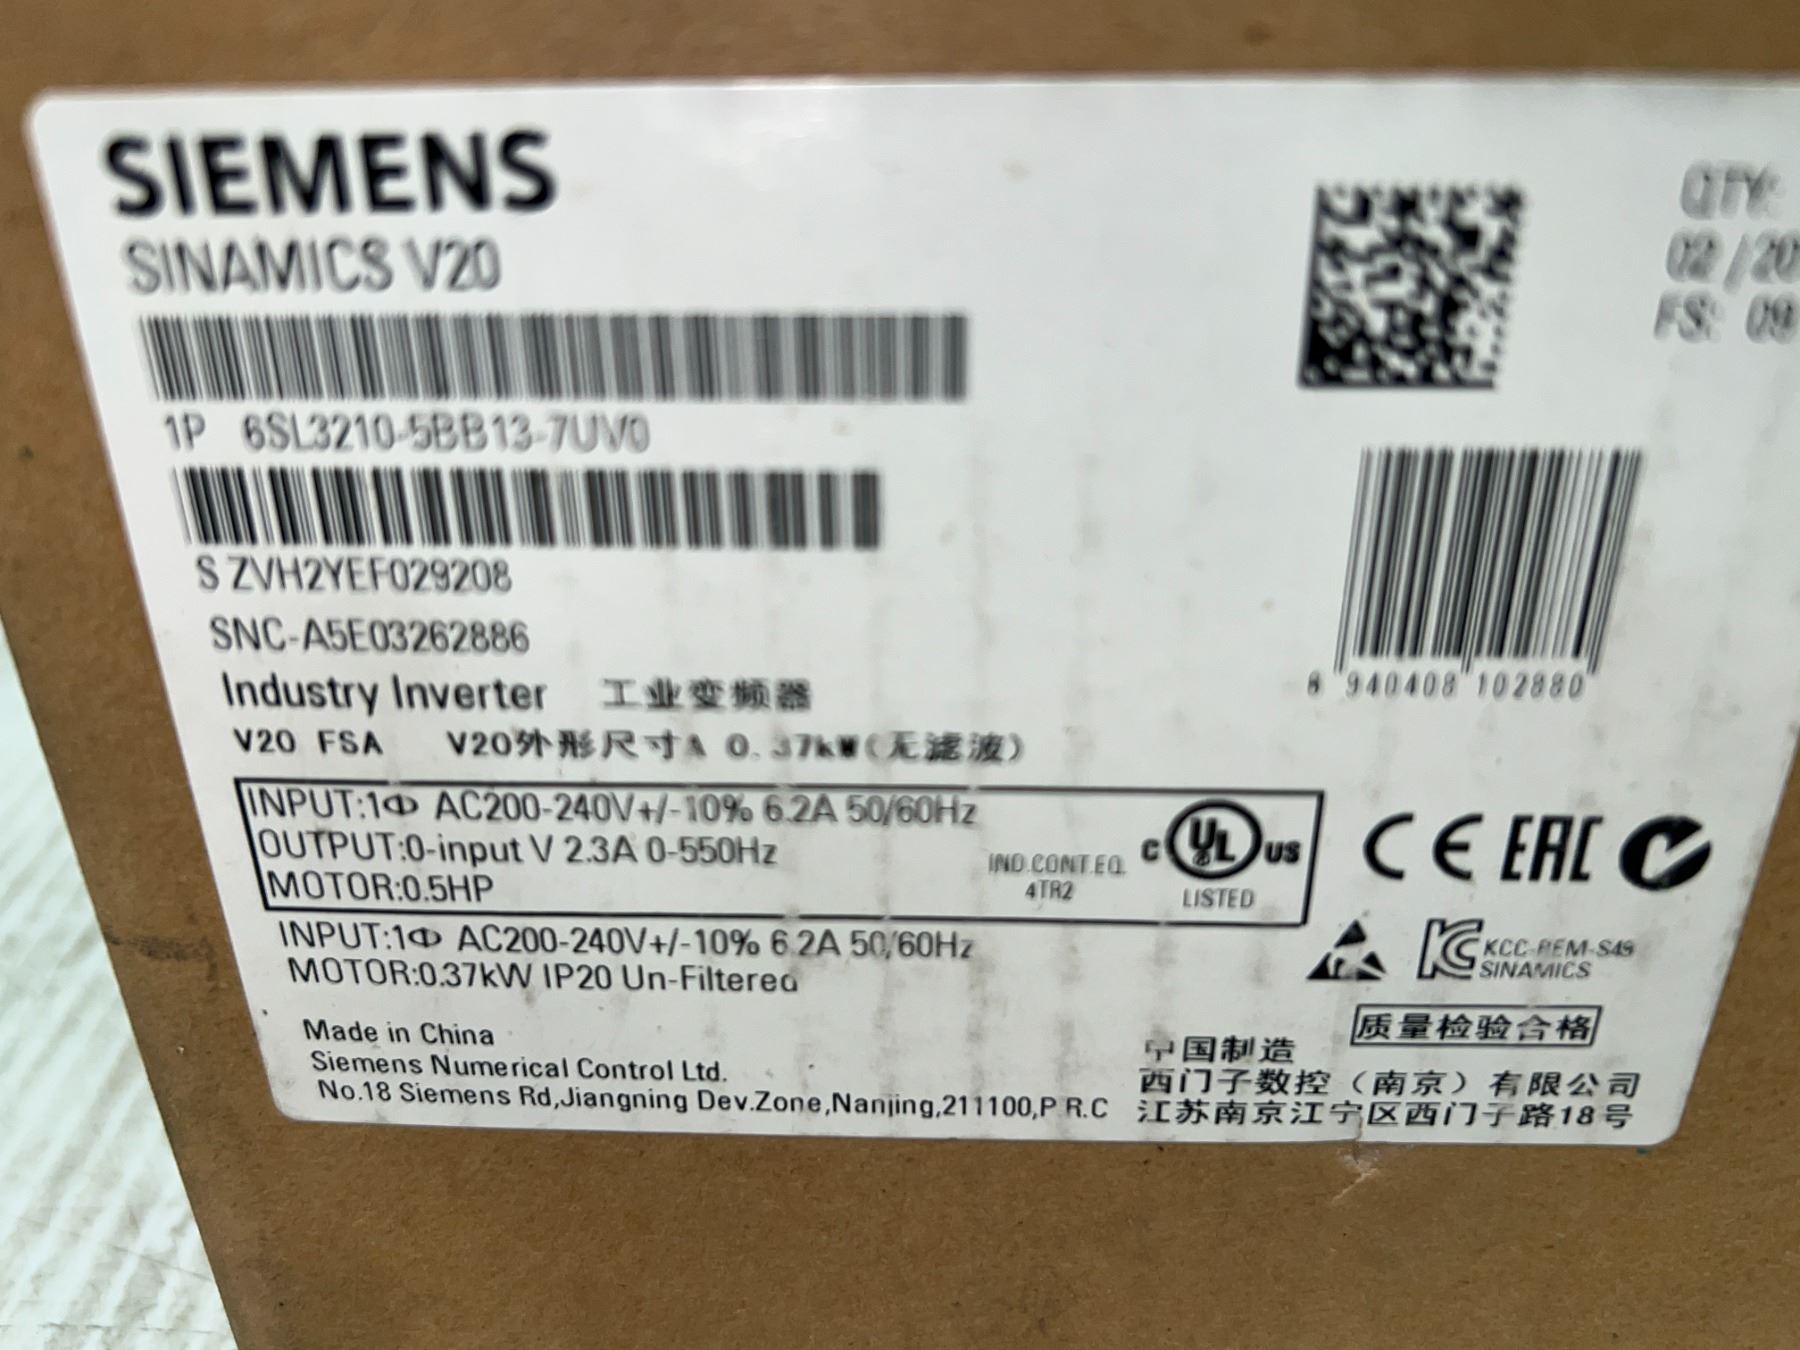 SIEMENS
SINAMICS V20
QTY:
02/20
FS: 09
1P 6SL3210-5BB13-7UV0
S ZVH2YEF029208
SNC-A5E03262886
6 940408 102880
Industry Inverter 工业变频器
V20 FSA V20外形尺寸A 0.37kW(无滤波)
INPUT:1Φ AC200-240V+/-10% 6.2A 50/60Hz
OUTPUT:0-input V 2.3A 0-550Hz
MOTOR:0.5HP
IND.CONT.EQ.
4TR2
C UL US
LISTED
CE EAC
INPUT:1Φ AC200-240V+/-10% 6.2A 50/60Hz
MOTOR:0.37kW IP20 Un-Filtered
KCC-REM-S49
SINAMICS
质量检验合格
Made in China
Siemens Numerical Control Ltd.
No.18 Siemens Rd,Jiangning Dev.Zone,Nanjing,211100,P.R.C
中国制造
西门子数控（南京）有限公司
江苏南京江宁区西门子路18号